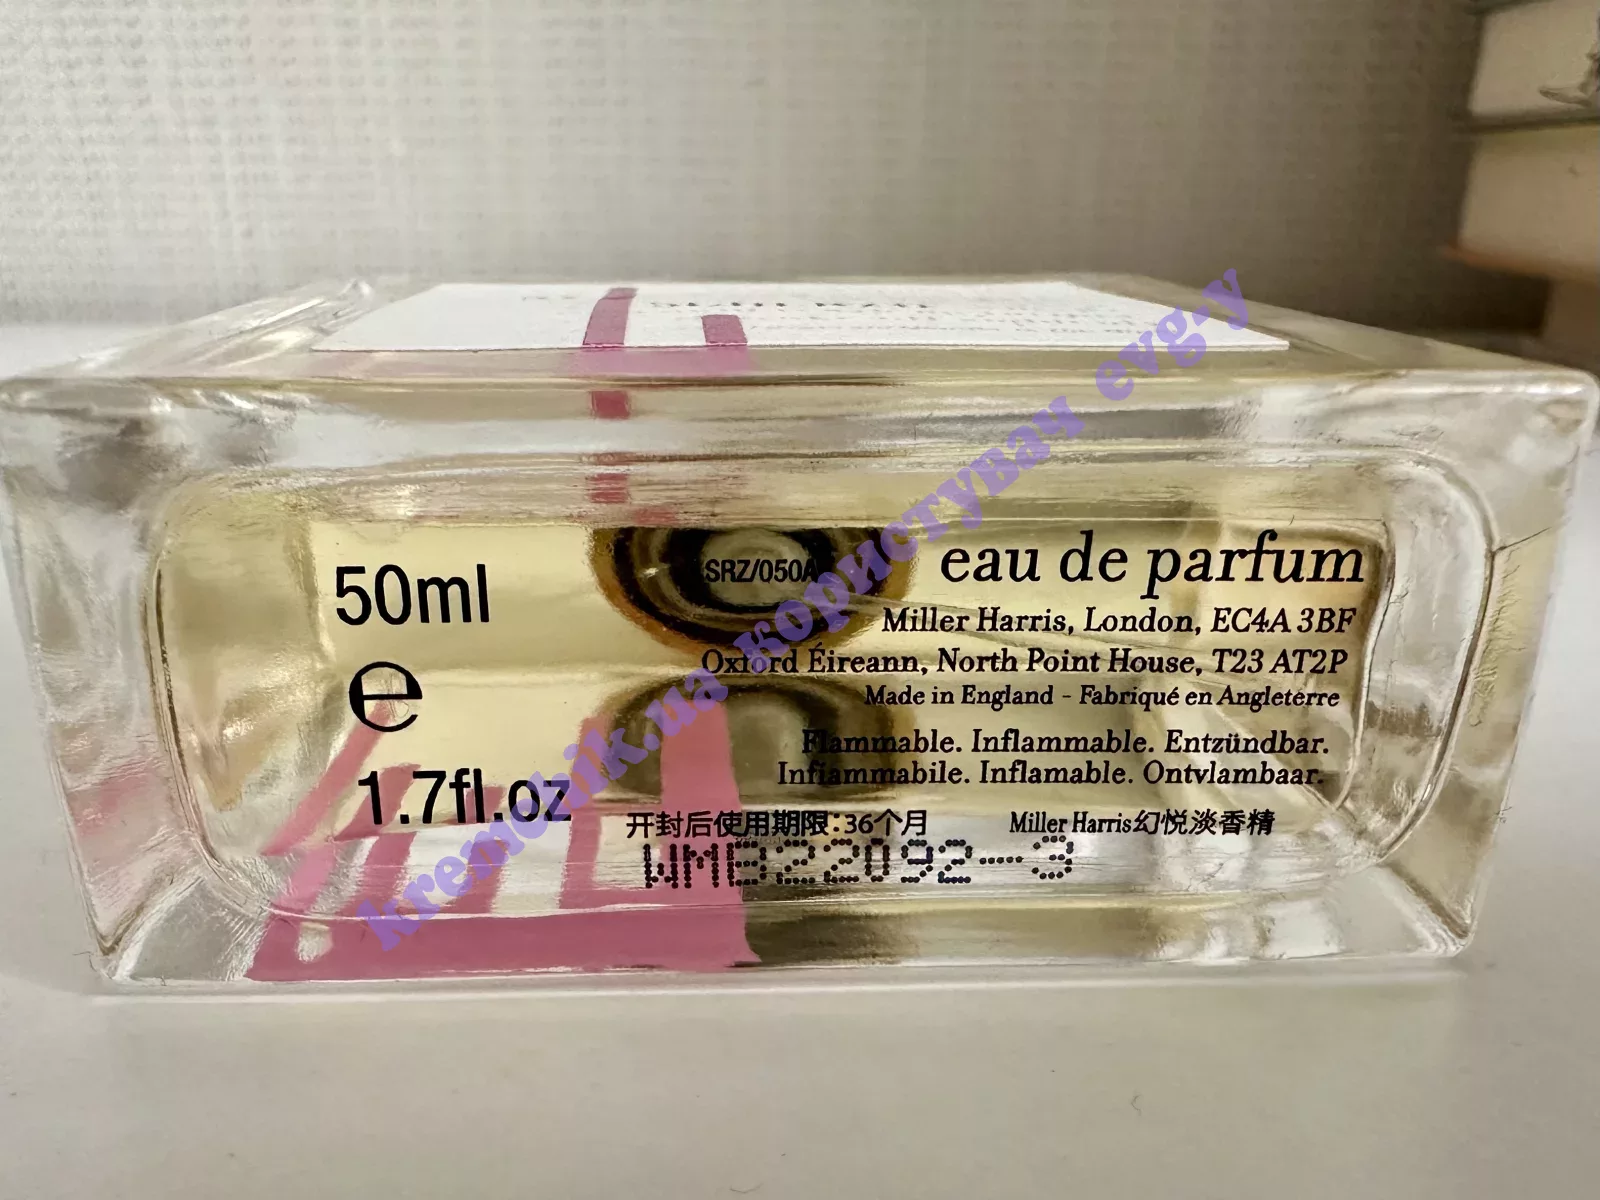 50ml
e
1.7fl.oz
SRZ/050A
eau de parfum
Miller Harris, London, EC4A 3BF
Oxford Éireann, North Point House, T23 AT2P
Made in England - Fabriqué en Angleterre
Flammable. Inflammable. Entzündbar.
Infiammabile. Inflamable. Ontvlambaar.
开封后使用期限:36个月
Miller Harris幻悦淡香精
WMB22092-3
kremchik.ua користувач evg-y